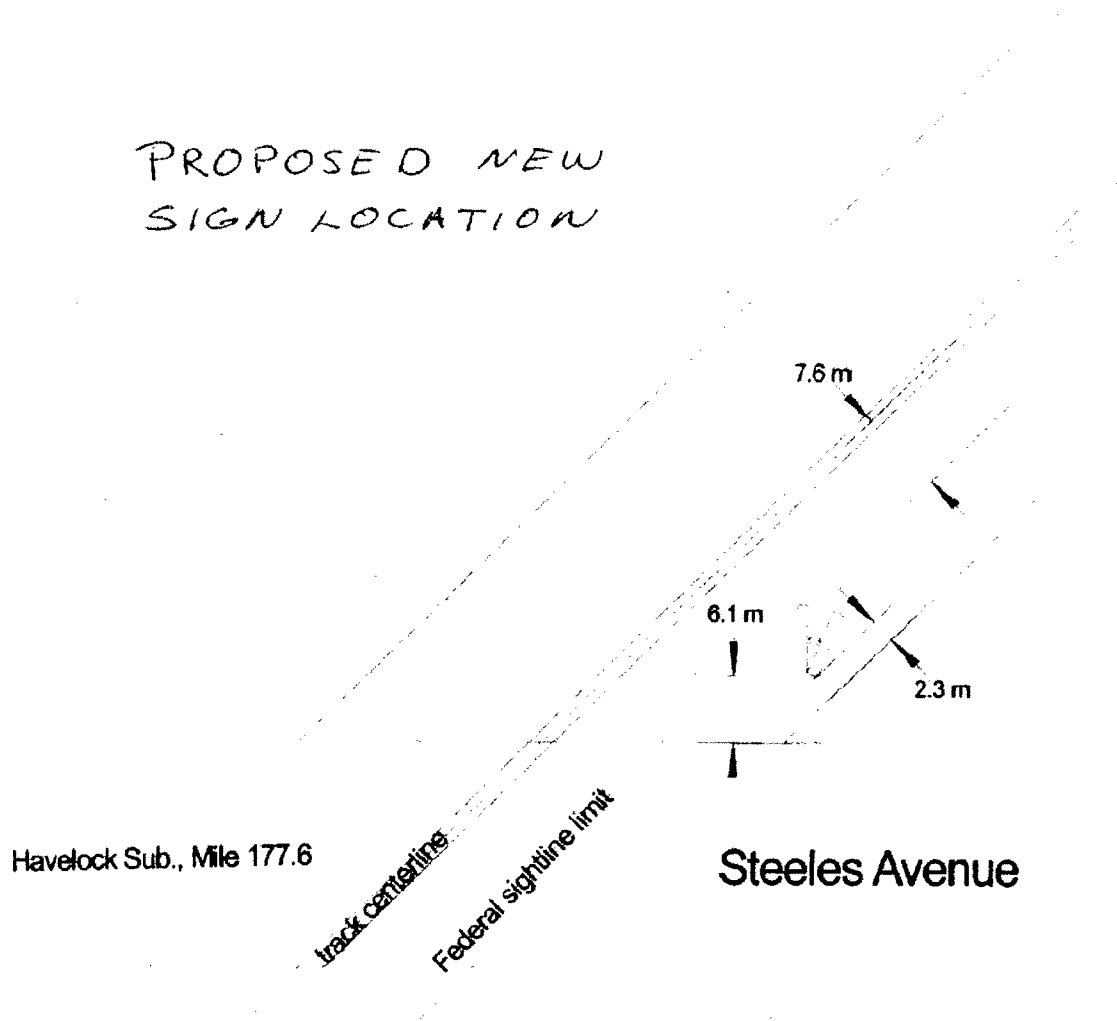 PROPOSED NEW
SIGN LOCATION
7.6 m
6.1 m
2.3 m
Havelock Sub., Mile 177.6
track centerline
Federal sightline limit
Steeles Avenue